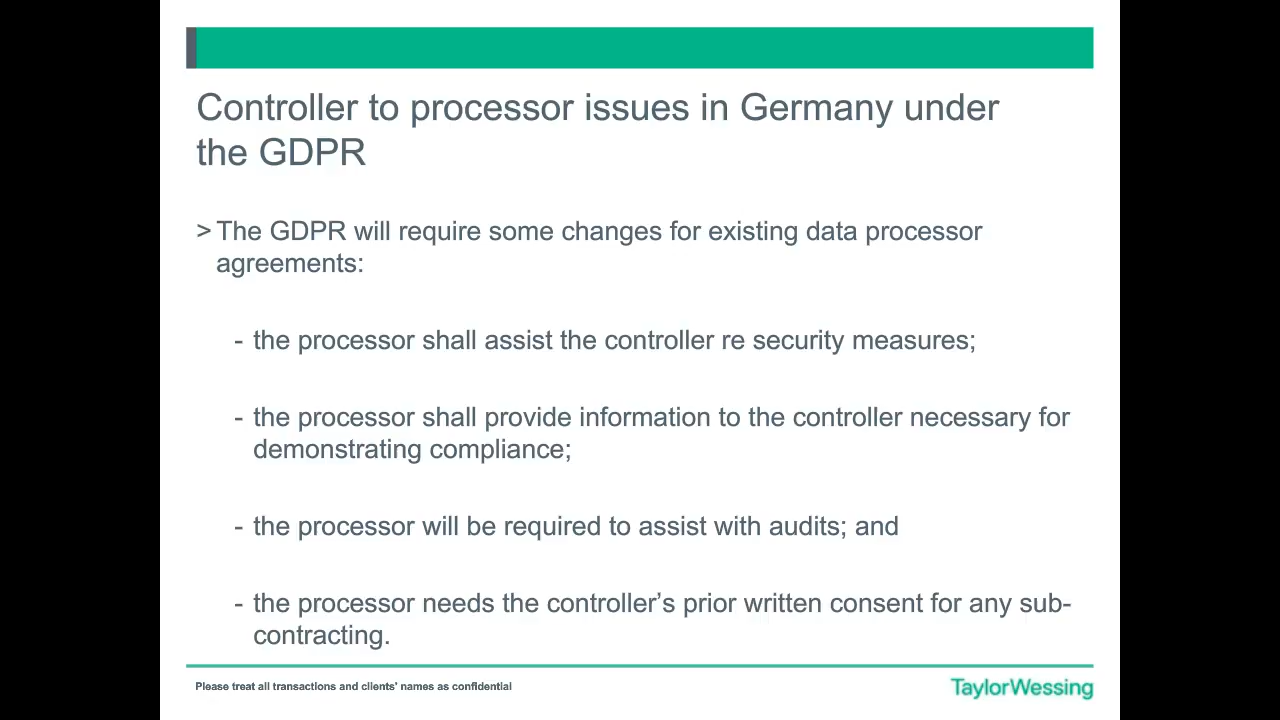 Controller to processor issues in Germany under
the GDPR
> The GDPR will require some changes for existing data processor
agreements:
- the processor shall assist the controller re security measures;
- the processor shall provide information to the controller necessary for
demonstrating compliance;
- the processor will be required to assist with audits; and
- the processor needs the controller’s prior written consent for any sub-
contracting.
Please treat all transactions and clients' names as confidential
TaylorWessing